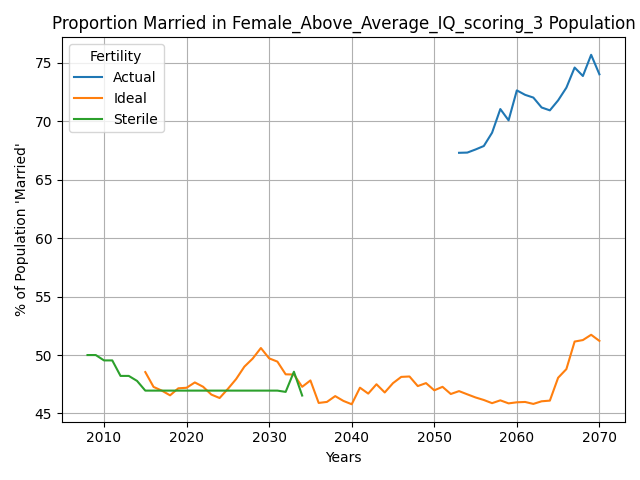 Proportion Married in Female_Above_Average_IQ_scoring_3 Population
Fertility
Actual
Ideal
Sterile
% of Population 'Married'
75
70
65
60
55
50
45
2010 2020 2030 2040 2050 2060 2070
Years